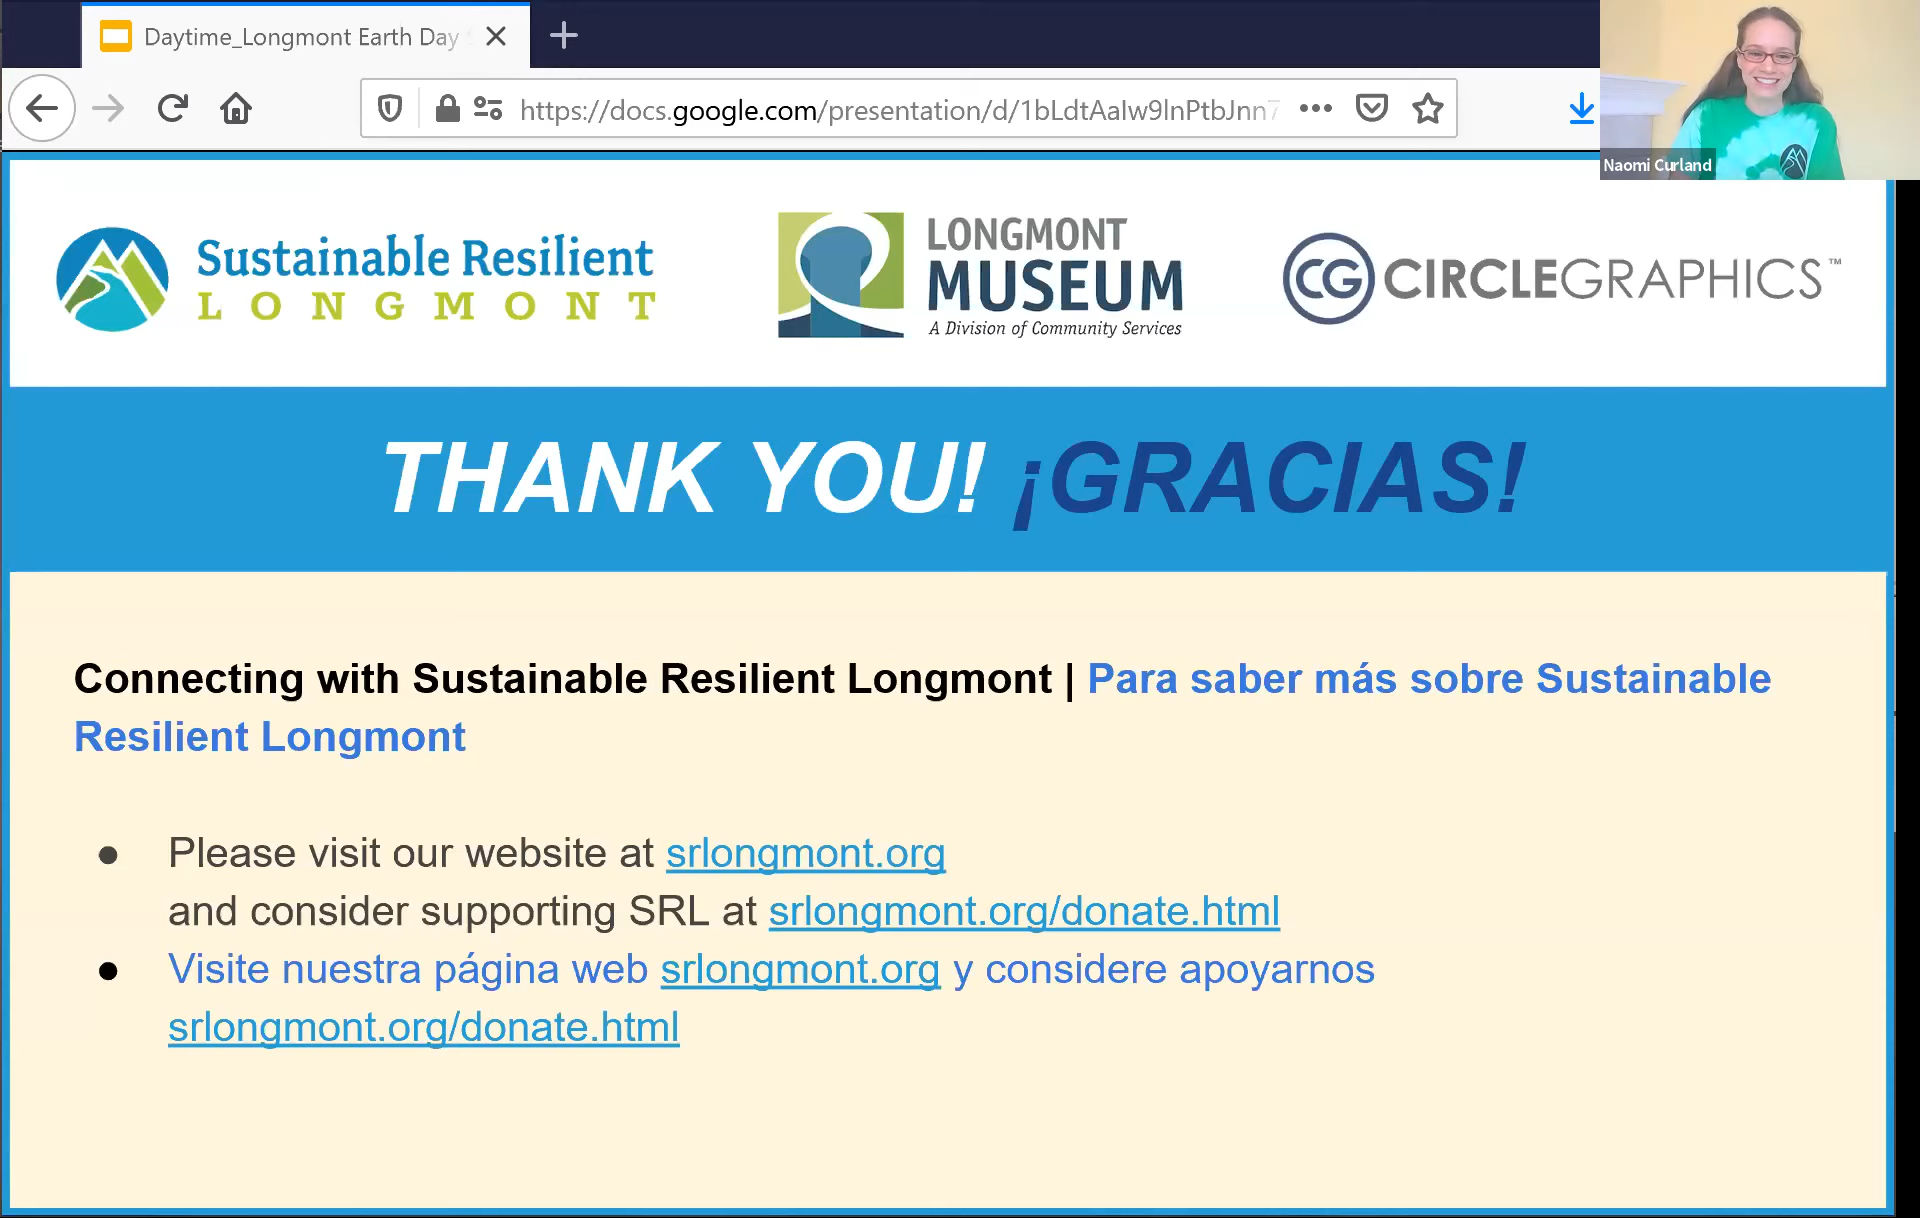 Daytime_Longmont Earth Day
https://docs.google.com/presentation/d/1bLdtAaIw9lnPtbJnn7
Naomi Curland
Sustainable Resilient
LONGMONT
LONGMONT
MUSEUM
A Division of Community Services
CG CIRCLEGRAPHICS™
THANK YOU! ¡GRACIAS!
Connecting with Sustainable Resilient Longmont | Para saber más sobre Sustainable
Resilient Longmont
● Please visit our website at srlongmont.org
and consider supporting SRL at srlongmont.org/donate.html
● Visite nuestra página web srlongmont.org y considere apoyarnos
srlongmont.org/donate.html